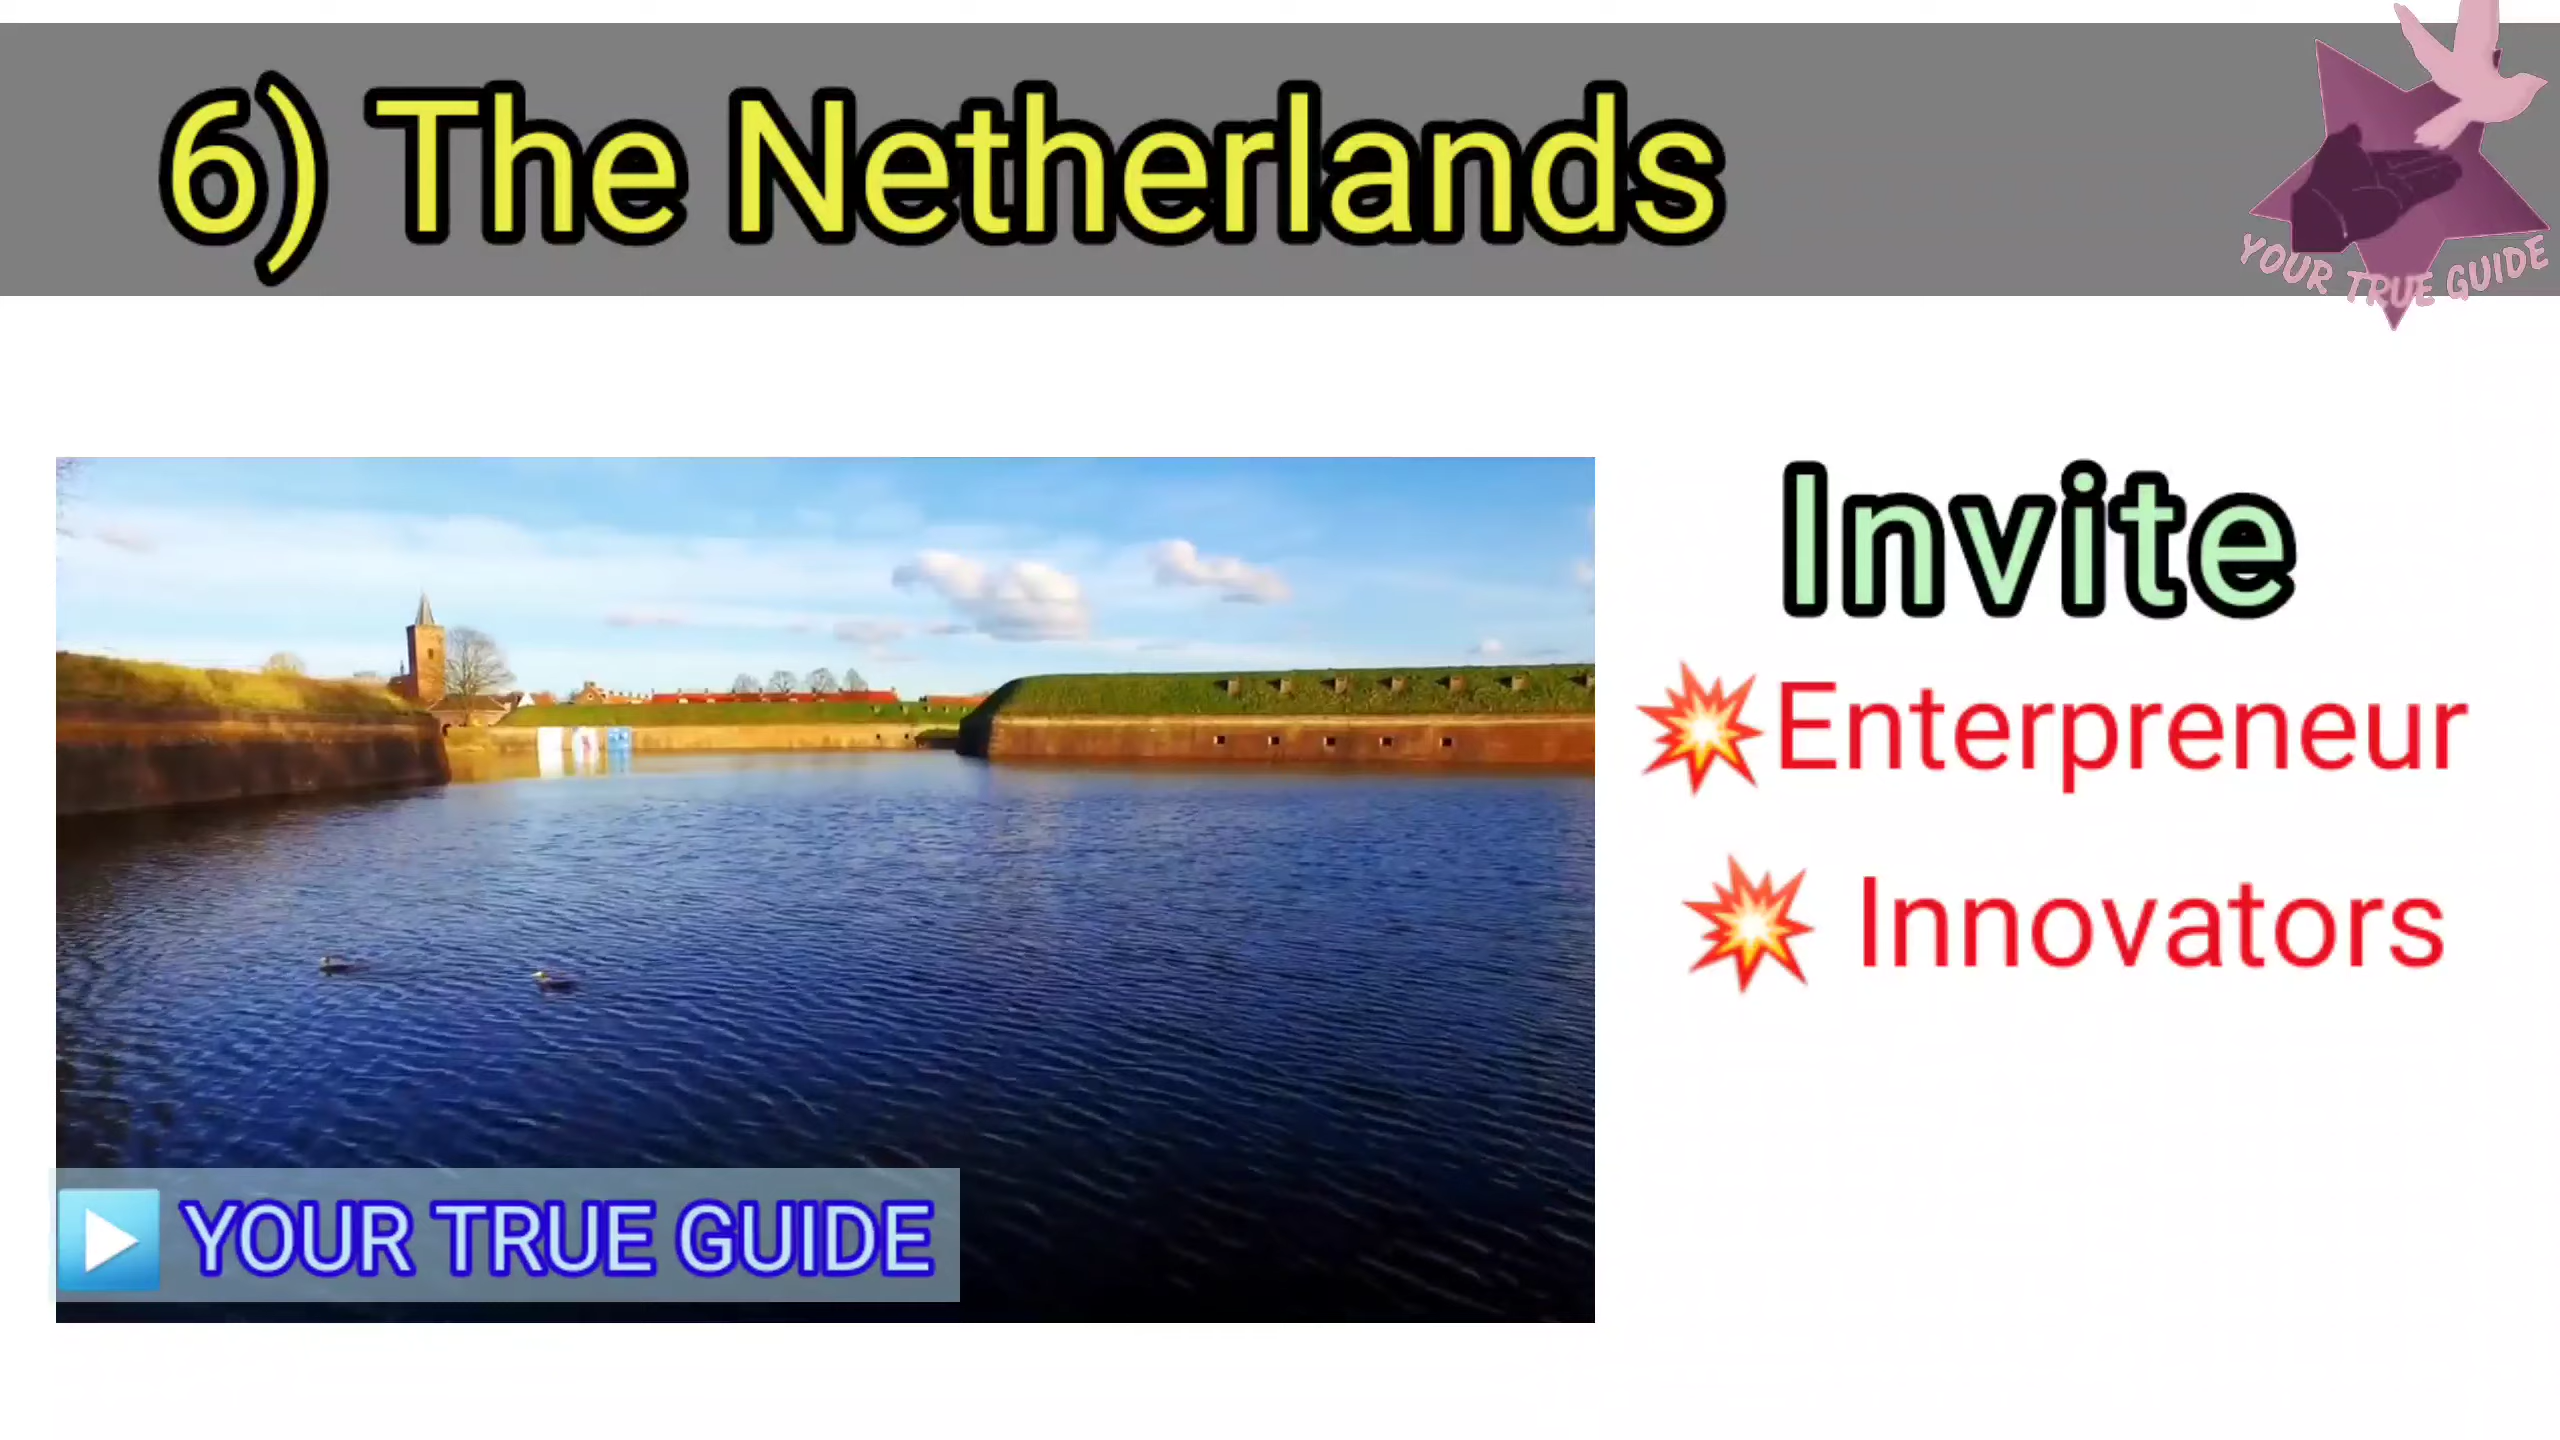 6) The Netherlands
YOUR TRUE GUIDE
Invite
💥Enterpreneur
💥 Innovators
▶️ YOUR TRUE GUIDE